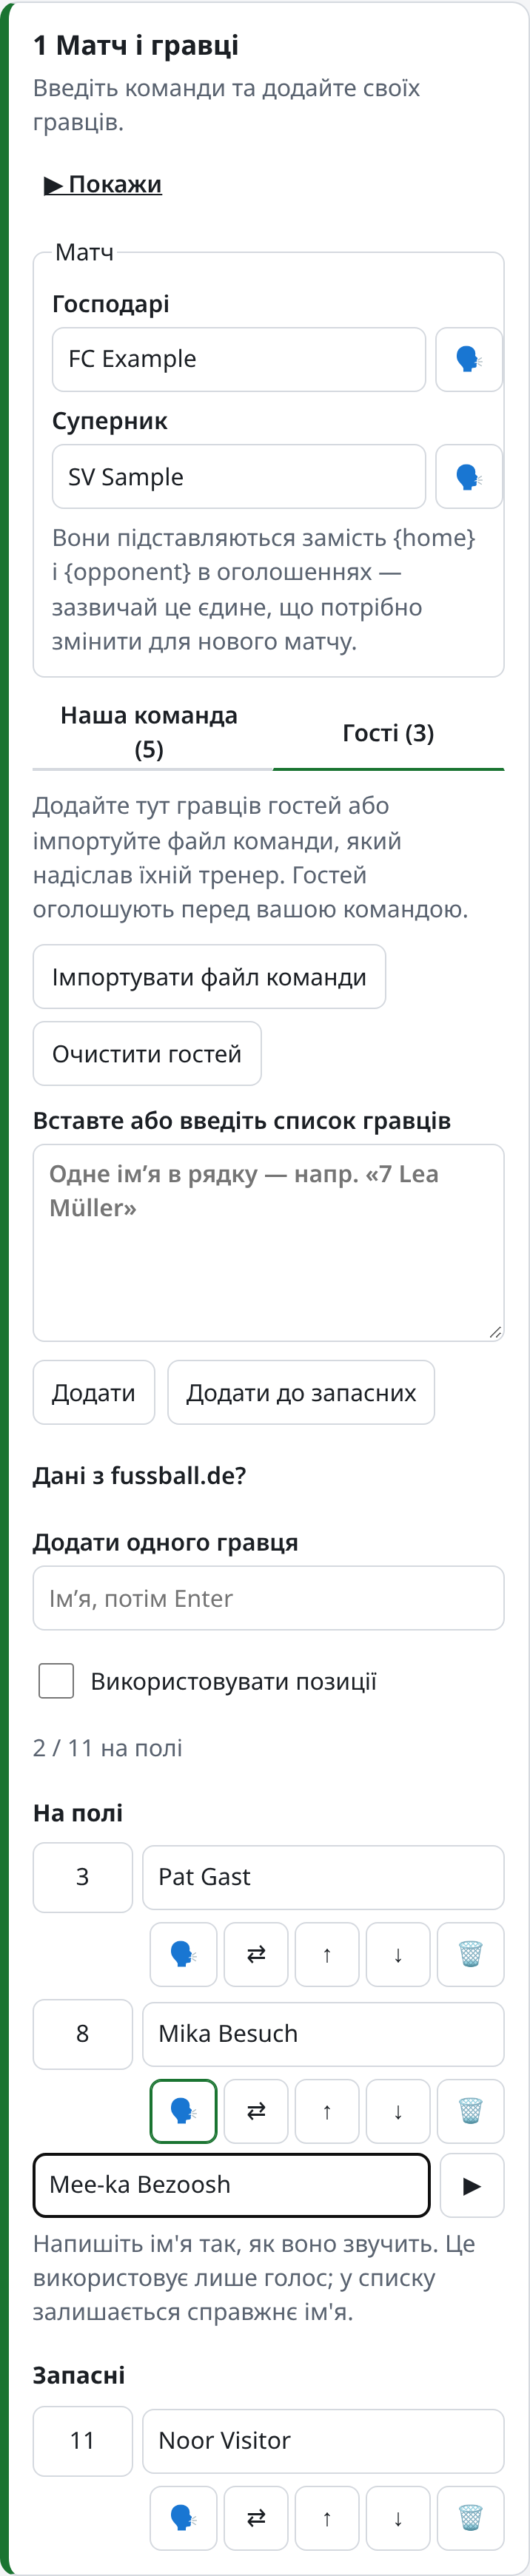 1 Матч і гравці
Введіть команди та додайте своїх
гравців.
▶ Покажи
Матч
Господарі
FC Example
Суперник
SV Sample
Вони підставляються замість {home}
і {opponent} в оголошеннях —
зазвичай це єдине, що потрібно
змінити для нового матчу.
Наша команда
(5)
Гості (3)
Додайте тут гравців гостей або
імпортуйте файл команди, який
надіслав їхній тренер. Гостей
оголошують перед вашою командою.
Імпортувати файл команди
Очистити гостей
Вставте або введіть список гравців
Одне ім’я в рядку — напр. «7 Lea
Müller»
Додати
Додати до запасних
Дані з fussball.de?
Додати одного гравця
Ім’я, потім Enter
Використовувати позиції
2 / 11 на полі
На полі
3 Pat Gast
⇄ ↑ ↓
8 Mika Besuch
⇄ ↑ ↓
Mee-ka Bezoosh ▶
Напишіть ім'я так, як воно звучить. Це
використовує лише голос; у списку
залишається справжнє ім'я.
Запасні
11 Noor Visitor
⇄ ↑ ↓